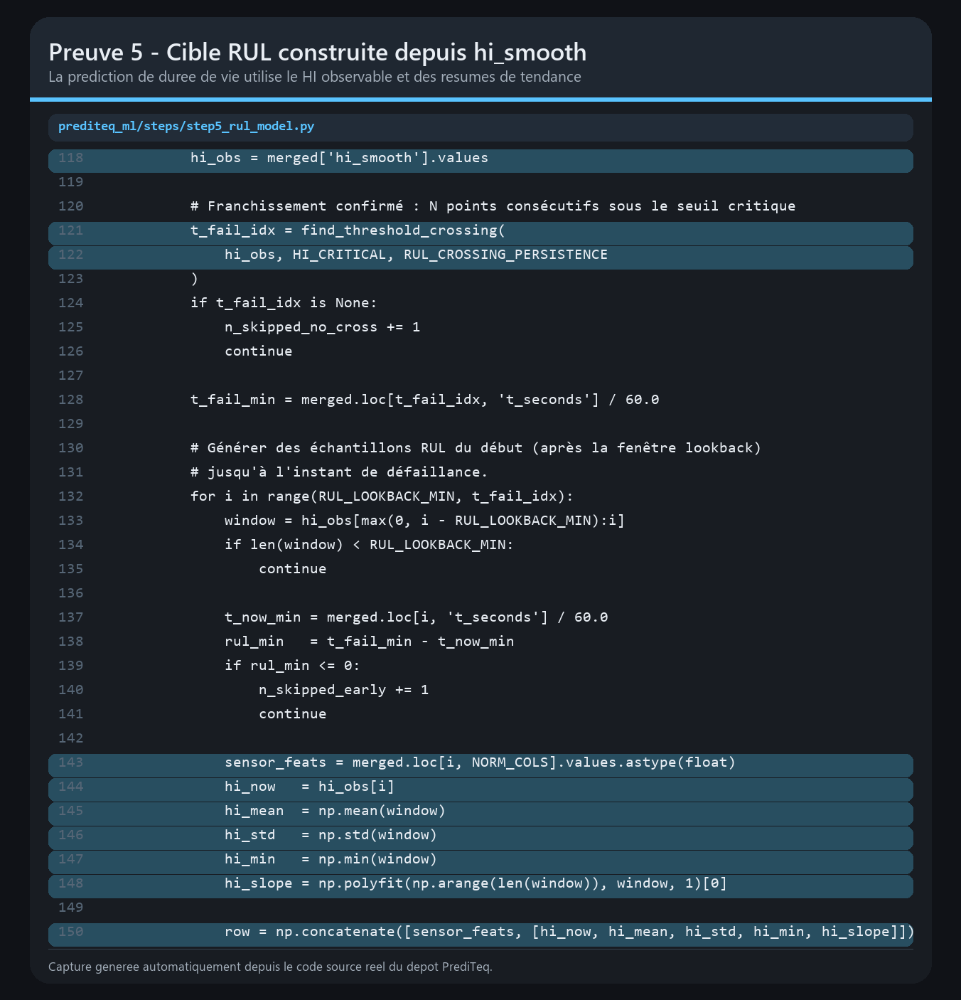 Preuve 5 - Cible RUL construite depuis hi_smooth
La prediction de duree de vie utilise le HI observable et des resumes de tendance
prediteq_ml/steps/step5_rul_model.py
118 hi_obs = merged['hi_smooth'].values
119
120 # Franchissement confirmé : N points consécutifs sous le seuil critique
121 t_fail_idx = find_threshold_crossing(
122 hi_obs, HI_CRITICAL, RUL_CROSSING_PERSISTENCE
123 )
124 if t_fail_idx is None:
125 n_skipped_no_cross += 1
126 continue
127
128 t_fail_min = merged.loc[t_fail_idx, 't_seconds'] / 60.0
129
130 # Générer des échantillons RUL du début (après la fenêtre lookback)
131 # jusqu'à l'instant de défaillance.
132 for i in range(RUL_LOOKBACK_MIN, t_fail_idx):
133 window = hi_obs[max(0, i - RUL_LOOKBACK_MIN):i]
134 if len(window) < RUL_LOOKBACK_MIN:
135 continue
136
137 t_now_min = merged.loc[i, 't_seconds'] / 60.0
138 rul_min   = t_fail_min - t_now_min
139 if rul_min <= 0:
140 n_skipped_early += 1
141 continue
142
143 sensor_feats = merged.loc[i, NORM_COLS].values.astype(float)
144 hi_now   = hi_obs[i]
145 hi_mean  = np.mean(window)
146 hi_std   = np.std(window)
147 hi_min   = np.min(window)
148 hi_slope = np.polyfit(np.arange(len(window)), window, 1)[0]
149
150 row = np.concatenate([sensor_feats, [hi_now, hi_mean, hi_std, hi_min, hi_slope]])
Capture generee automatiquement depuis le code source reel du depot PrediTeq.